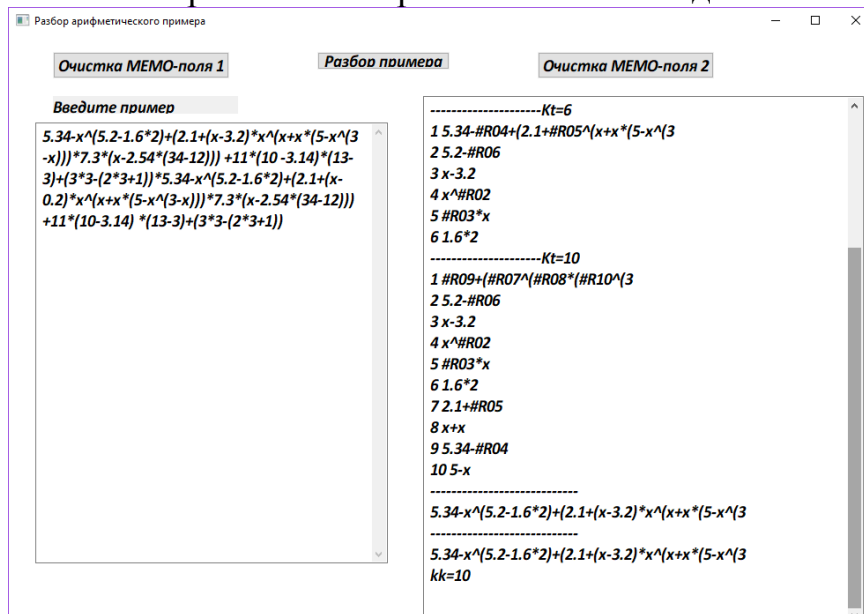 Разбор арифметического примера
Очистка МЕМО-поля 1
Разбор примера
Очистка МЕМО-поля 2
Введите пример
5.34-x^(5.2-1.6*2)+(2.1+(x-3.2)*x^(x+x*(5-x^(3
-x)))*7.3*(x-2.54*(34-12))) +11*(10 -3.14)*(13-
3)+(3*3-(2*3+1))*5.34-x^(5.2-1.6*2)+(2.1+(x-
0.2)*x^(x+x*(5-x^(3-x)))*7.3*(x-2.54*(34-12)))
+11*(10-3.14) *(13-3)+(3*3-(2*3+1))
---------------------Kt=6
1 5.34-#R04+(2.1+#R05^(x+x*(5-x^(3
2 5.2-#R06
3 x-3.2
4 x^#R02
5 #R03*x
6 1.6*2
---------------------Kt=10
1 #R09+(#R07^(#R08*(#R10^(3
2 5.2-#R06
3 x-3.2
4 x^#R02
5 #R03*x
6 1.6*2
7 2.1+#R05
8 x+x
9 5.34-#R04
10 5-x
----------------------------
5.34-x^(5.2-1.6*2)+(2.1+(x-3.2)*x^(x+x*(5-x^(3
----------------------------
5.34-x^(5.2-1.6*2)+(2.1+(x-3.2)*x^(x+x*(5-x^(3
kk=10